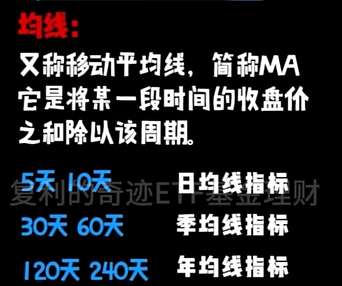 均线：
又称移动平均线，简称MA
它是将某一段时间的收盘价
之和除以该周期。
5天 10天 日均线指标
复利的奇迹ETF基金理财
30天 60天 季均线指标
120天 240天 年均线指标